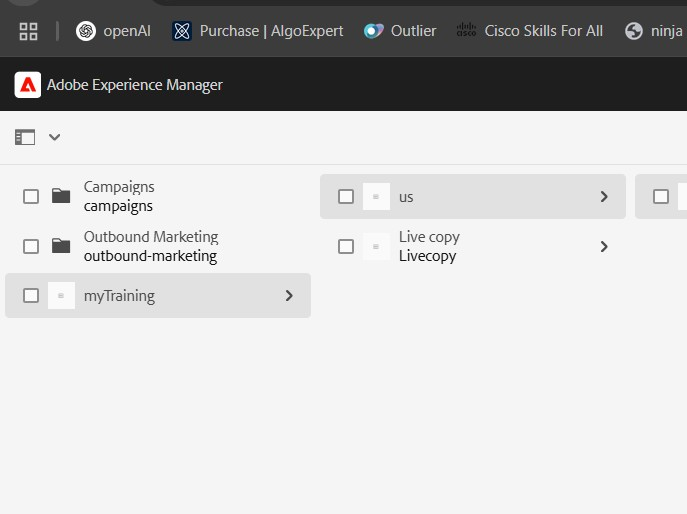 openAI
Purchase | AlgoExpert
Outlier
cisco
Cisco Skills For All
ninja
Adobe Experience Manager
Campaigns
campaigns
Outbound Marketing
outbound-marketing
myTraining
us
Live copy
Livecopy